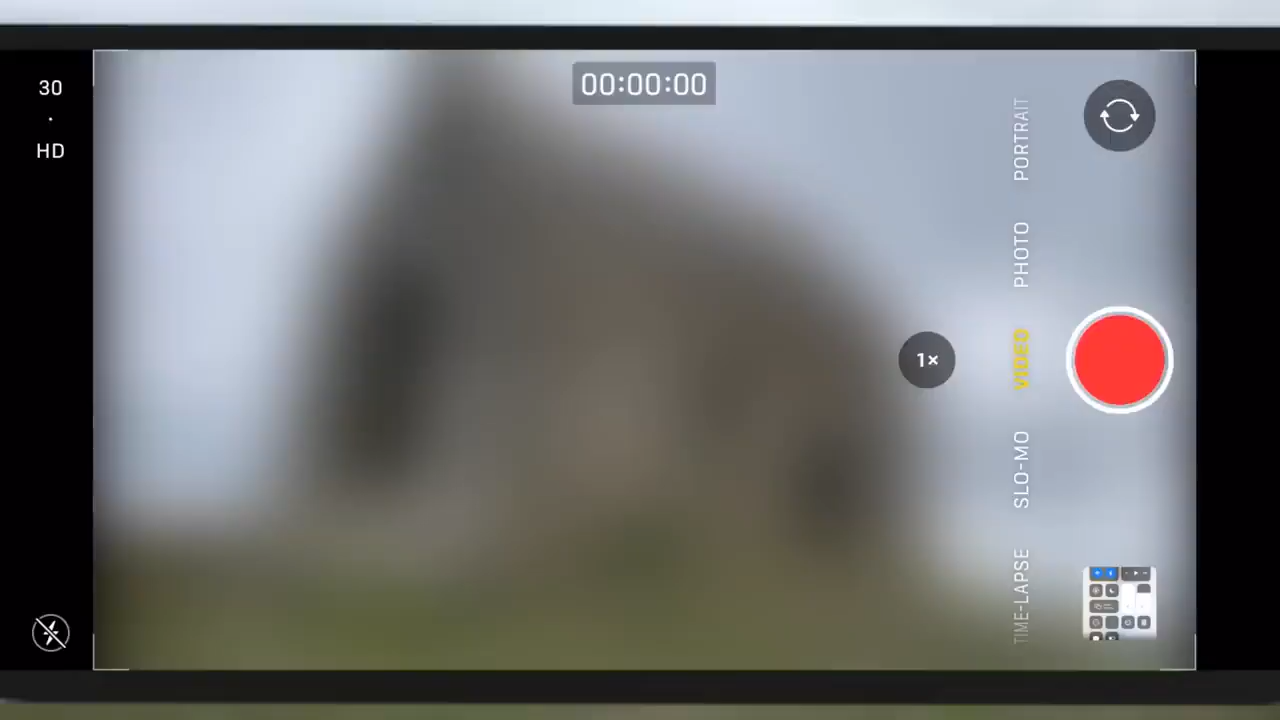 30
·
HD
00:00:00
PORTRAIT
PHOTO
VIDEO
SLO-MO
TIME-LAPSE
1×